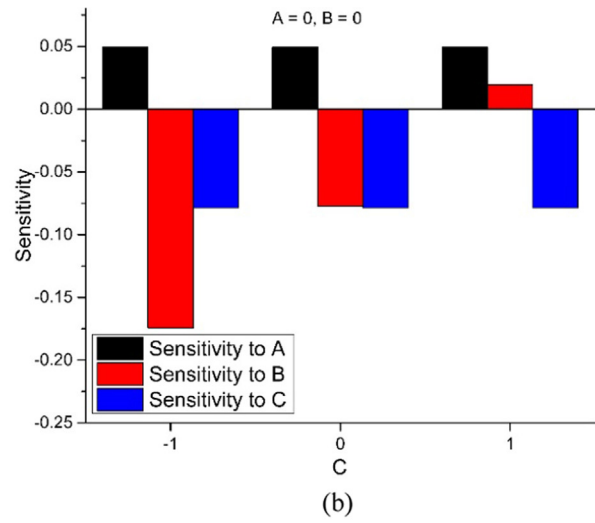 A = 0, B = 0
0.05
0.00
-0.05
-0.10
-0.15
-0.20
-0.25
Sensitivity
Sensitivity to A
Sensitivity to B
Sensitivity to C
-1
0
1
C
(b)